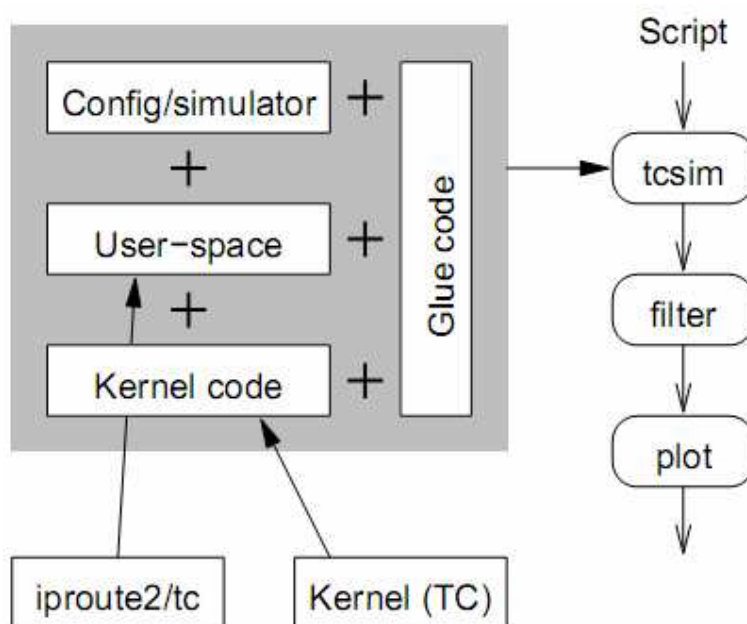 Script
Config/simulator
+
+
tcsim
User−space
+
+
Glue code
filter
Kernel code
+
plot
iproute2/tc
Kernel (TC)